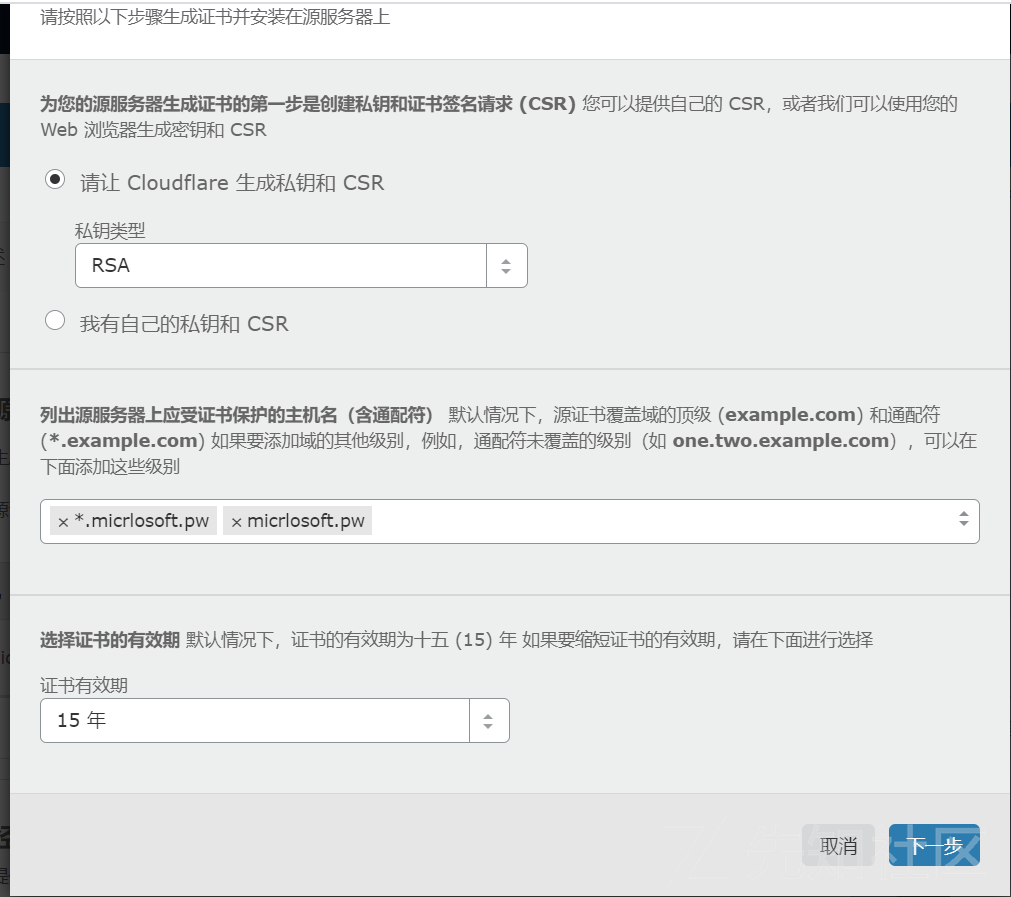 请按照以下步骤生成证书并安装在源服务器上
为您的源服务器生成证书的第一步是创建私钥和证书签名请求 (CSR) 您可以提供自己的 CSR，或者我们可以使用您的
Web 浏览器生成密钥和 CSR
请让 Cloudflare 生成私钥和 CSR
私钥类型
RSA
我有自己的私钥和 CSR
列出源服务器上应受证书保护的主机名（含通配符） 默认情况下，源证书覆盖域的顶级 (example.com) 和通配符
(*.example.com) 如果要添加域的其他级别，例如，通配符未覆盖的级别（如 one.two.example.com），可以在
下面添加这些级别
× *.micrlosoft.pw × micrlosoft.pw
选择证书的有效期 默认情况下，证书的有效期为十五 (15) 年 如果要缩短证书的有效期，请在下面进行选择
证书有效期
15 年
取消 下一步